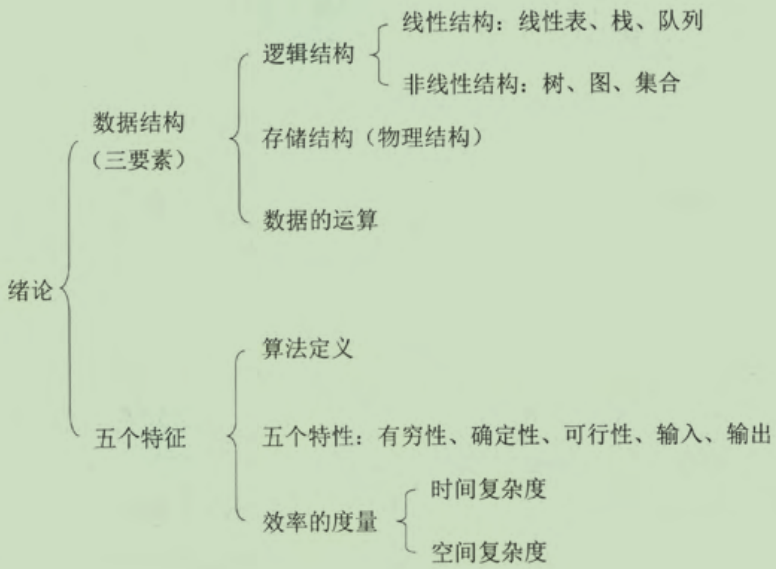 绪论
数据结构
（三要素）
逻辑结构
线性结构：线性表、栈、队列
非线性结构：树、图、集合
存储结构（物理结构）
数据的运算
五个特征
算法定义
五个特性：有穷性、确定性、可行性、输入、输出
效率的度量
时间复杂度
空间复杂度